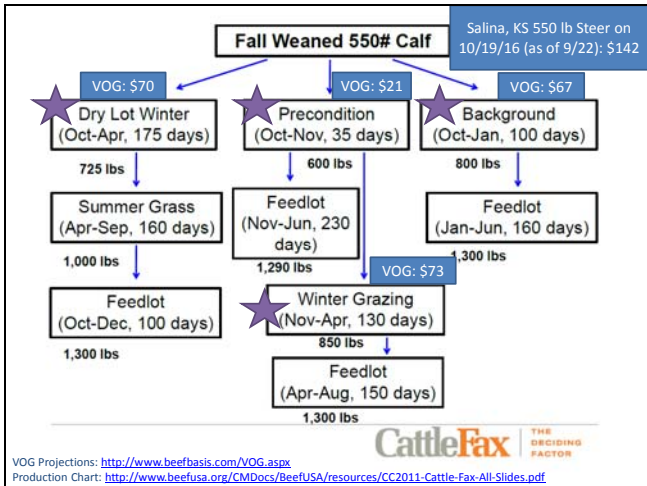 Salina, KS 550 lb Steer on
10/19/16 (as of 9/22): $142
Fall Weaned 550# Calf
VOG: $70
Dry Lot Winter
(Oct-Apr, 175 days)
725 lbs
Summer Grass
(Apr-Sep, 160 days)
1,000 lbs
Feedlot
(Oct-Dec, 100 days)
1,300 lbs
VOG: $21
Precondition
(Oct-Nov, 35 days)
600 lbs
Feedlot
(Nov-Jun, 230
days)
1,290 lbs
VOG: $73
Winter Grazing
(Nov-Apr, 130 days)
850 lbs
Feedlot
(Apr-Aug, 150 days)
1,300 lbs
VOG: $67
Background
(Oct-Jan, 100 days)
800 lbs
Feedlot
(Jan-Jun, 160 days)
1,300 lbs
CattleFax
THE
DECIDING
FACTOR
VOG Projections: http://www.beefbasis.com/VOG.aspx
Production Chart: http://www.beefusa.org/CMDocs/BeefUSA/resources/CC2011-Cattle-Fax-All-Slides.pdf